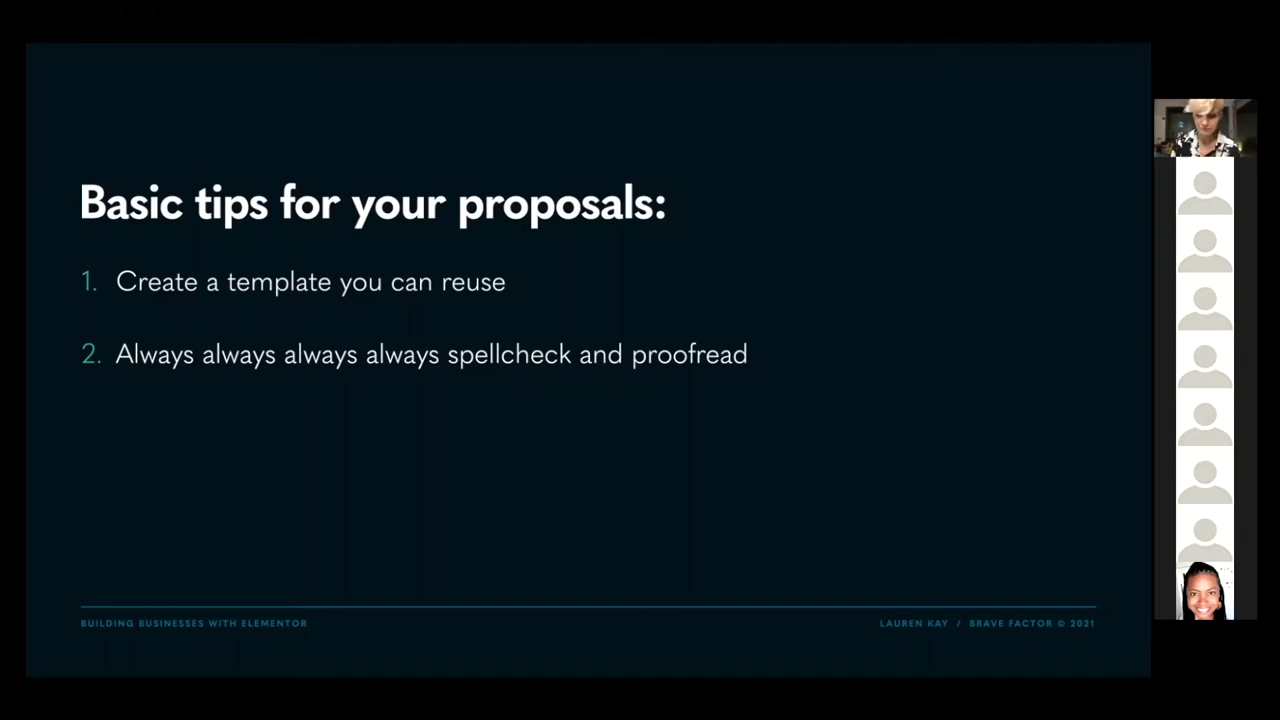 Basic tips for your proposals:
1. Create a template you can reuse
2. Always always always always spellcheck and proofread
BUILDING BUSINESSES WITH ELEMENTOR
LAUREN KAY / BRAVE FACTOR © 2021